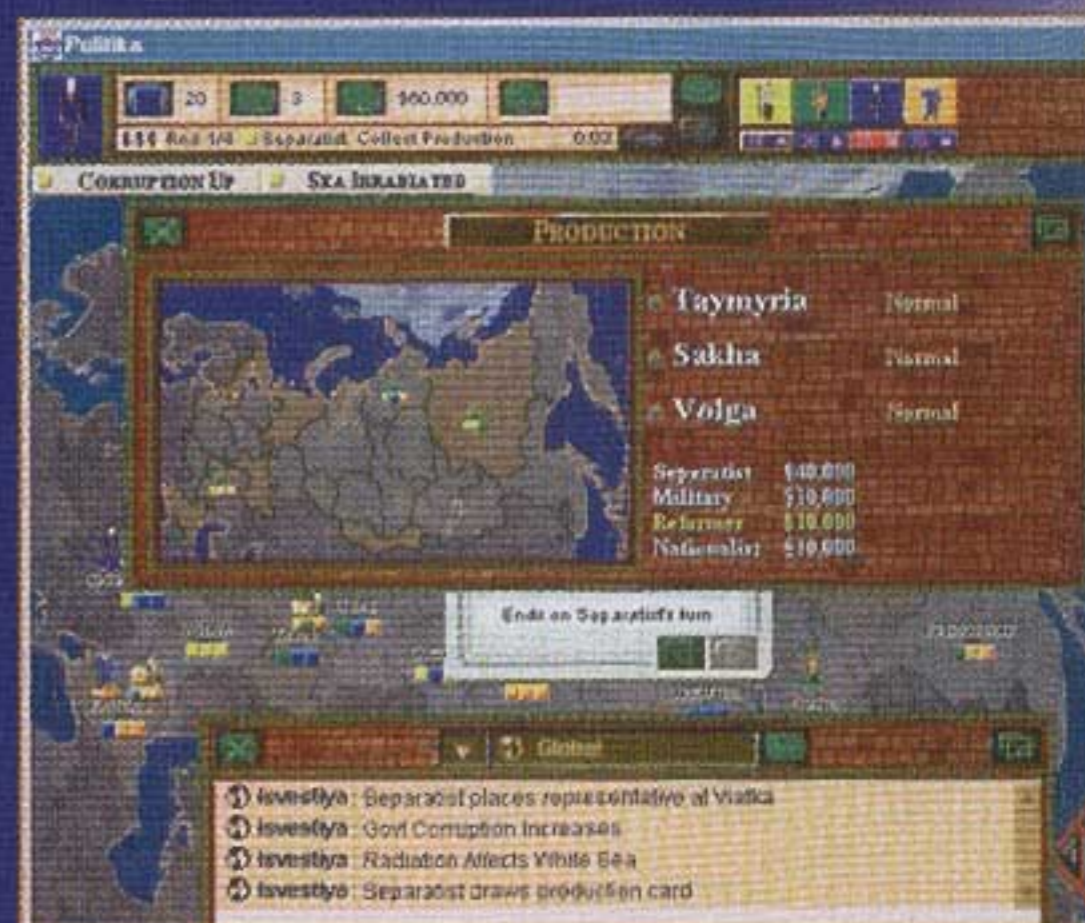 Politika
20 3 $60,000
Rnd 1/4 Separatist: Collect Production 0:03
CORRUPTION UP SEA IRRADIATED
PRODUCTION
Taymyria Normal
Sakha Normal
Volga Normal
Separatist $40,000
Military $10,000
Reformer $10,000
Nationalist $10,000
Ends on Separatist's turn
Global
Isvestiya: Separatist places representative at Viatka
Isvestiya: Govt Corruption Increases
Isvestiya: Radiation Affects White Sea
Isvestiya: Separatist draws production card